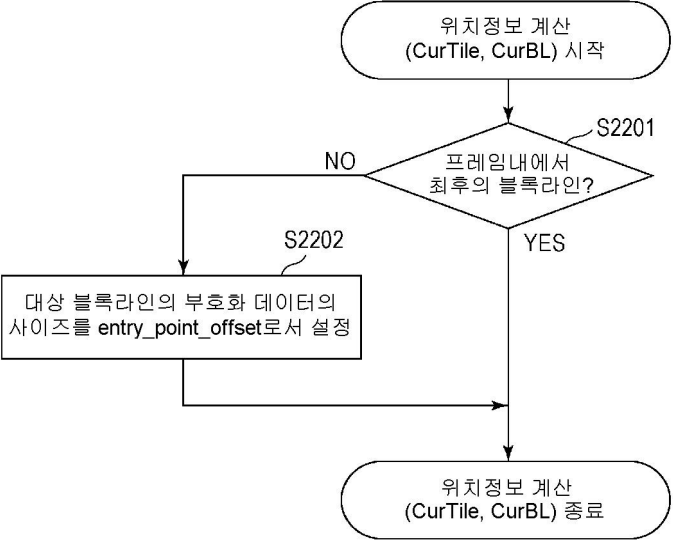 위치정보 계산
(CurTile, CurBL) 시작
S2201
프레임내에서
최후의 블록라인?
NO
YES
S2202
대상 블록라인의 부호화 데이터의
사이즈를 entry_point_offset로서 설정
위치정보 계산
(CurTile, CurBL) 종료